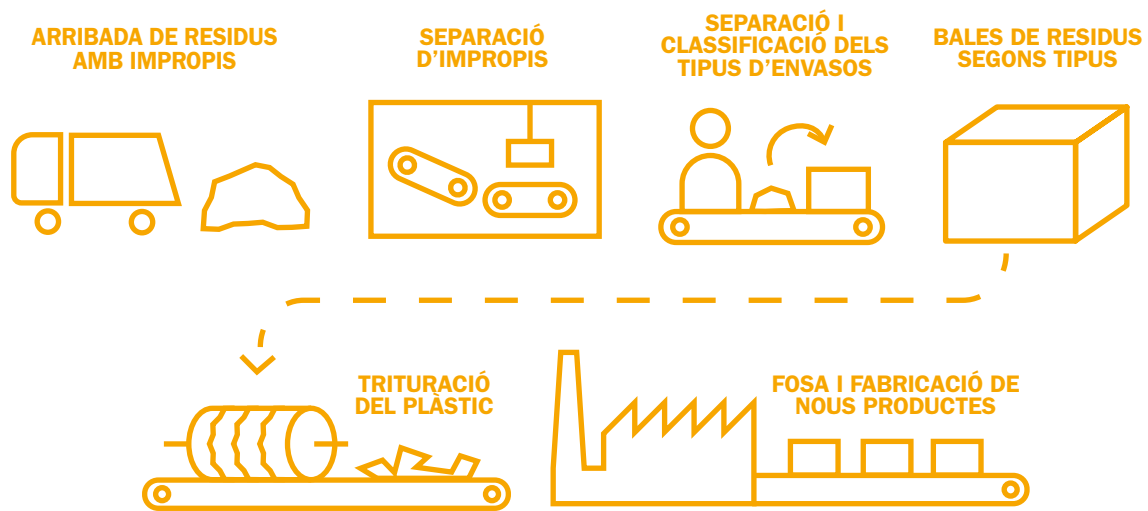 ARRIBADA DE RESIDUS
AMB IMPROPIS
SEPARACIÓ
D'IMPROPIS
SEPARACIÓ I
CLASSIFICACIÓ DELS
TIPUS D'ENVASOS
BALES DE RESIDUS
SEGONS TIPUS
TRITURACIÓ
DEL PLÀSTIC
FOSA I FABRICACIÓ DE
NOUS PRODUCTES